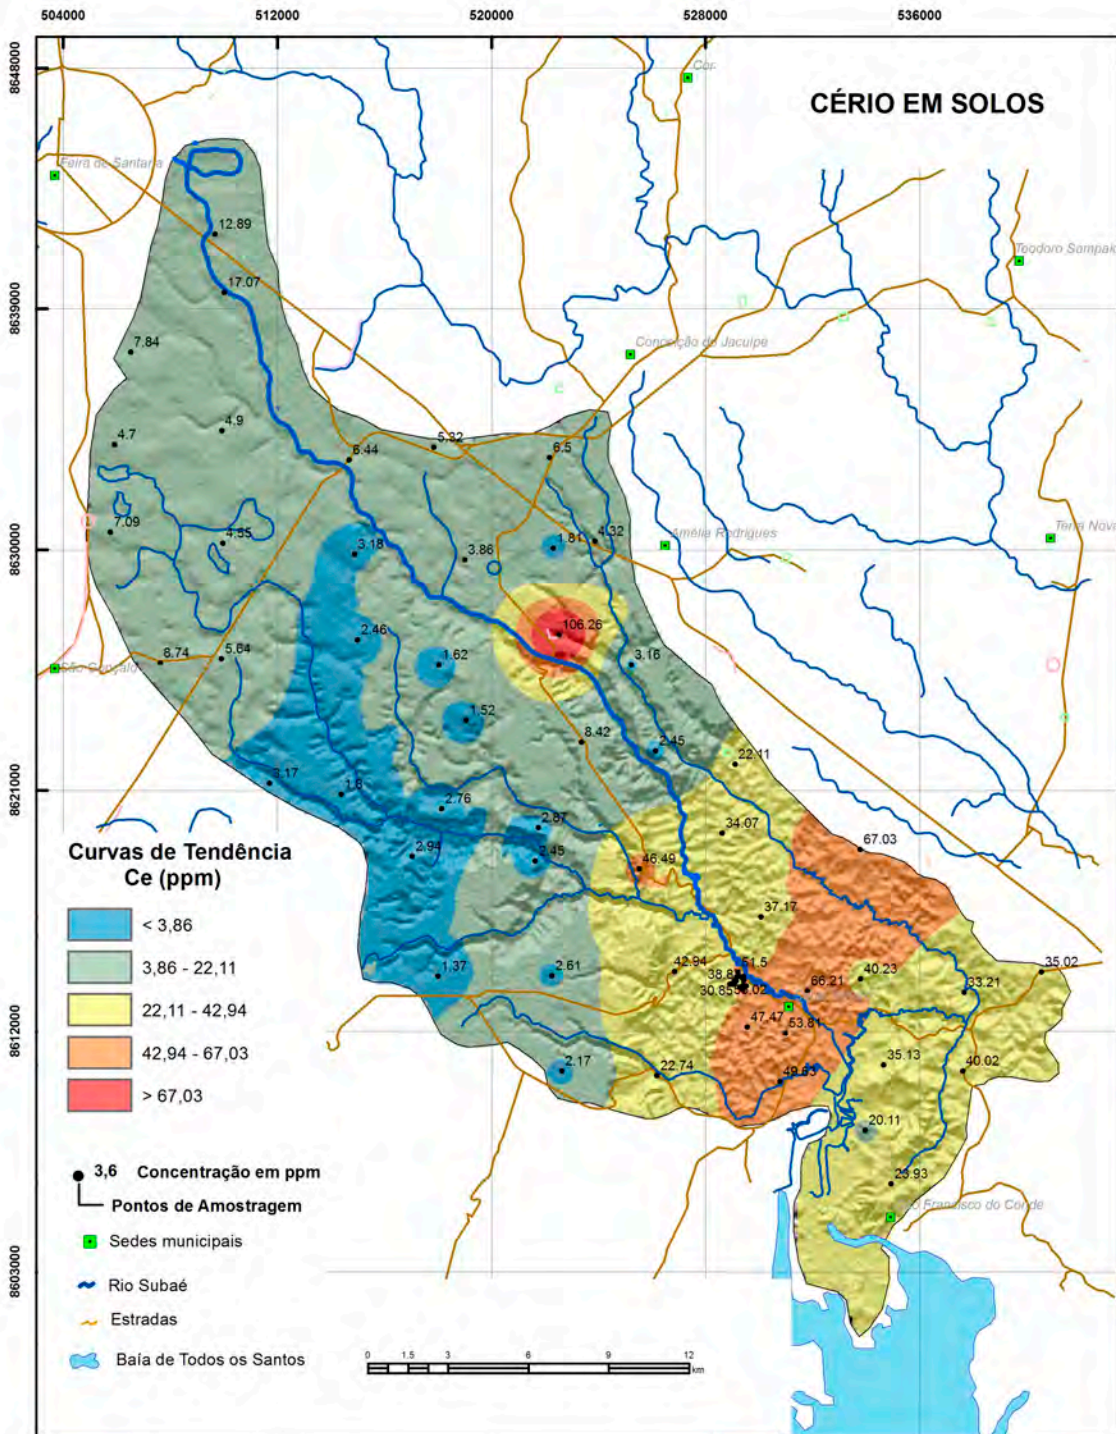 504000 512000 520000 528000 536000
8648000
Cor
CÉRIO EM SOLOS
Feira de Santana
12.89
Teodoro Sampak
17.07
8639000
7.84
Conceição do Jacuipe
4.9
4.7
5.32
6.44
6.5
7.09
4.55
4.32
1.81
Amélia Rodrigues
Terra Nova
8630000
3.18
3.86
106.26
2.46
1.62
3.16
5.64
8.74
São Gonçalo
1.52
8.42
2.45
22.11
8621000
3.17
1.8
2.76
2.87
34.07
67.03
2.94
2.45
46.49
Curvas de Tendência
Ce (ppm)
< 3,86
3,86 - 22,11
22,11 - 42,94
42,94 - 67,03
> 67,03
37.17
1.37
2.61
42.94
51.5
35.02
40.23
33.21
66.21
8612000
47.47
53.81
2.17
22.74
49.63
35.13
40.02
20.11
23.93
São Francisco do Conde
3,6 Concentração em ppm
Pontos de Amostragem
Sedes municipais
8603000
Rio Subaé
Estradas
Baía de Todos os Santos
0 1.5 3 6 9 12
km